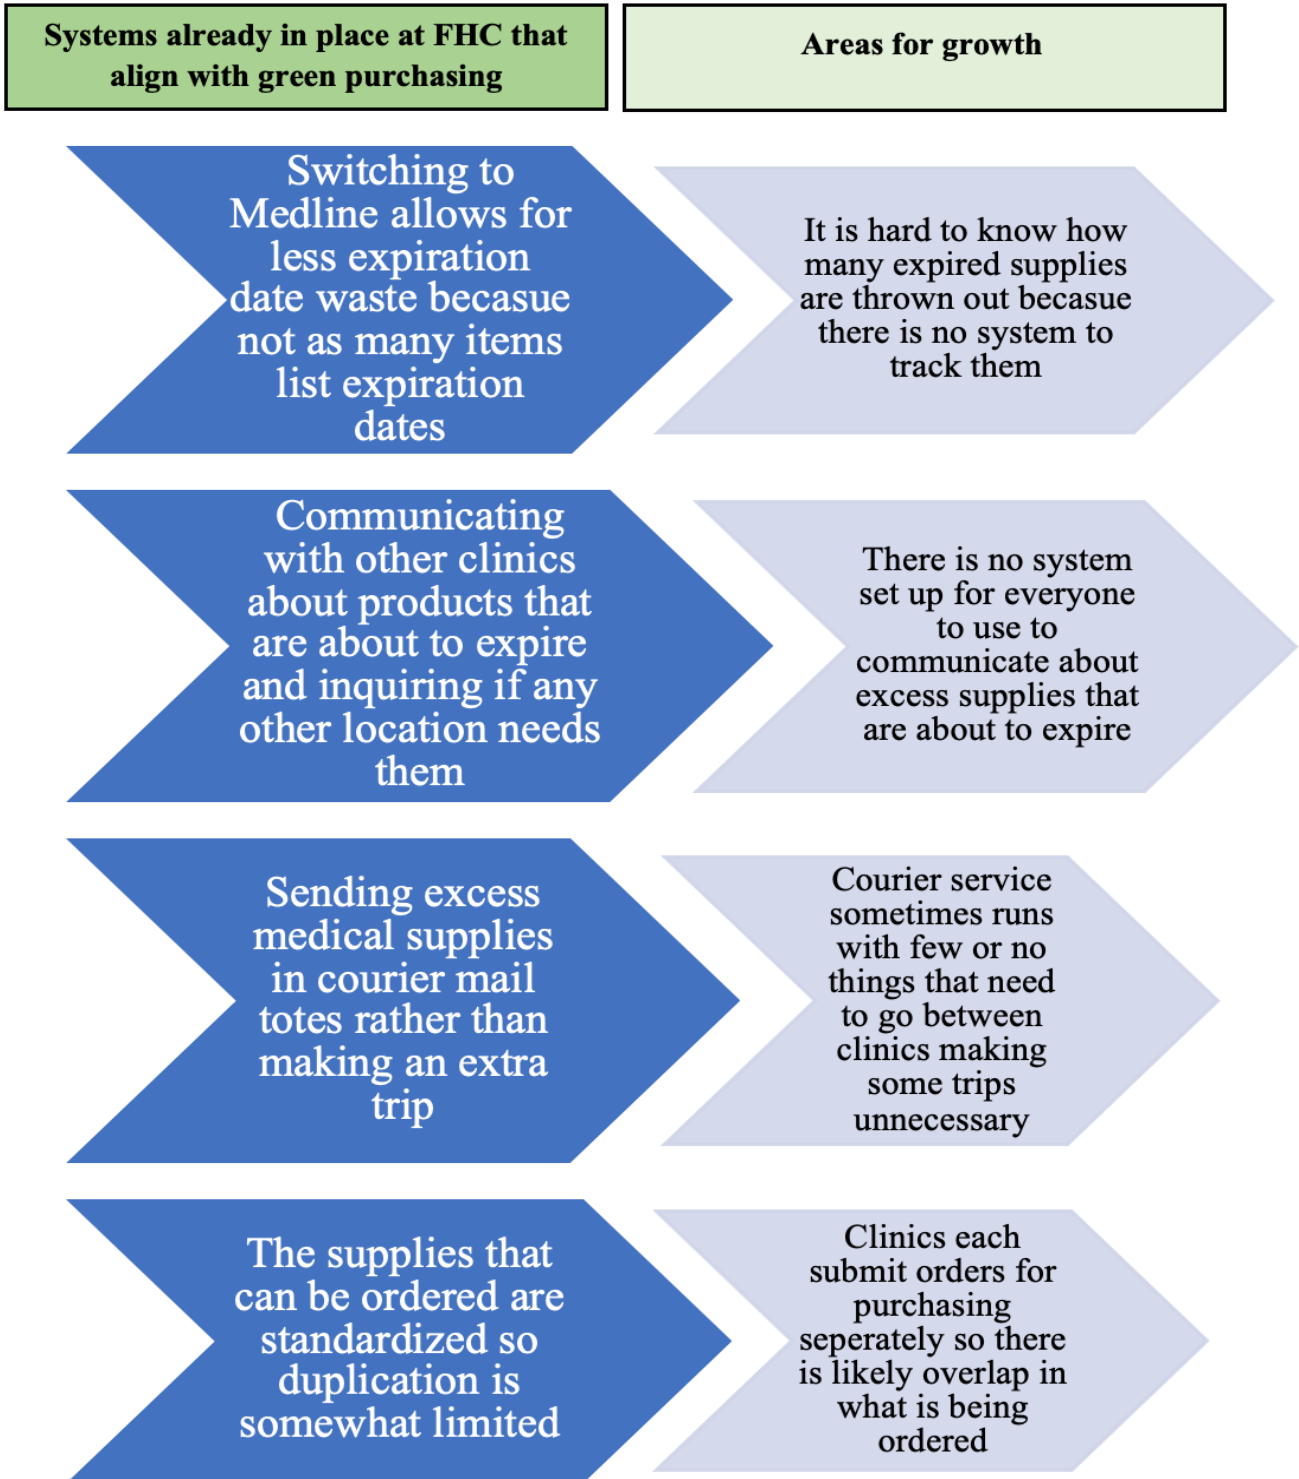 Systems already in place at FHC that
align with green purchasing
Areas for growth
Switching to
Medline allows for
less expiration
date waste becasue
not as many items
list expiration
dates
It is hard to know how
many expired supplies
are thrown out becasue
there is no system to
track them
Communicating
with other clinics
about products that
are about to expire
and inquiring if any
other location needs
them
There is no system
set up for everyone
to use to
communicate about
excess supplies that
are about to expire
Sending excess
medical supplies
in courier mail
totes rather than
making an extra
trip
Courier service
sometimes runs
with few or no
things that need
to go between
clinics making
some trips
unnecessary
The supplies that
can be ordered are
standardized so
duplication is
somewhat limited
Clinics each
submit orders for
purchasing
seperately so there
is likely overlap in
what is being
ordered